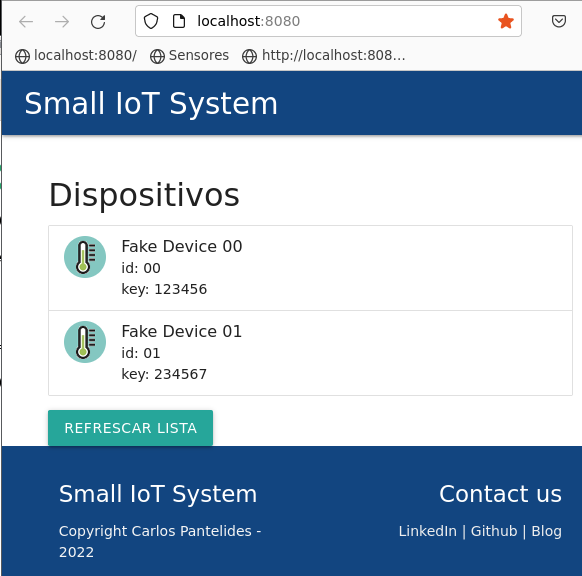 localhost:8080
localhost:8080/ Sensores http://localhost:808…
Small IoT System
Dispositivos
Fake Device 00
id: 00
key: 123456
Fake Device 01
id: 01
key: 234567
REFRESCAR LISTA
Small IoT System
Copyright Carlos Pantelides -
2022
Contact us
LinkedIn | Github | Blog